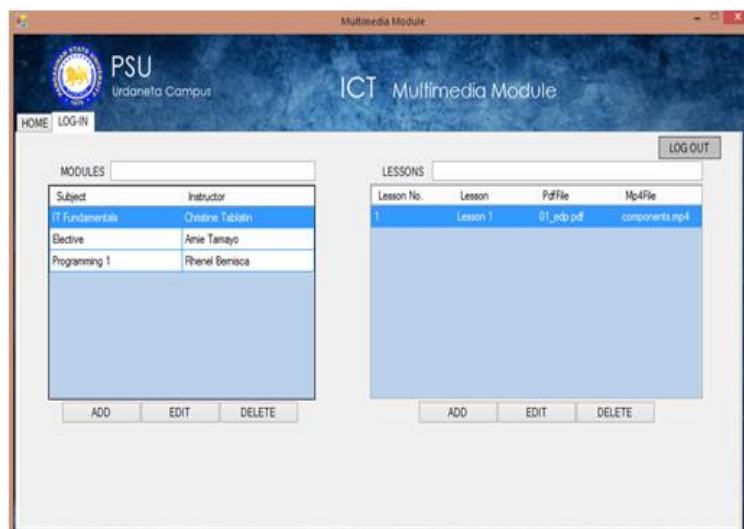 Multimedia Module
PSU
Urdaneta Campus
ICT Multimedia Module
HOME LOG-IN
LOG OUT
MODULES
Subject Instructor
IT Fundamentals Christine Tablatin
Elective Amie Tamayo
Programming 1 Rhenel Bernisca
ADD EDIT DELETE
LESSONS
Lesson No. Lesson PdfFile Mp4File
1 Lesson 1 01_edp.pdf components.mp4
ADD EDIT DELETE